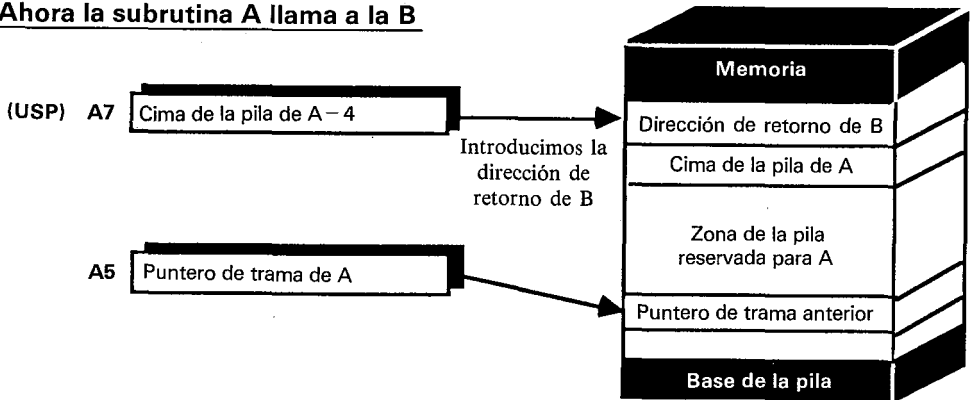 Ahora la subrutina A llama a la B
Memoria
(USP) A7 Cima de la pila de A – 4
Dirección de retorno de B
Introducimos la
dirección de
retorno de B
Cima de la pila de A
Zona de la pila
reservada para A
A5 Puntero de trama de A
Puntero de trama anterior
Base de la pila